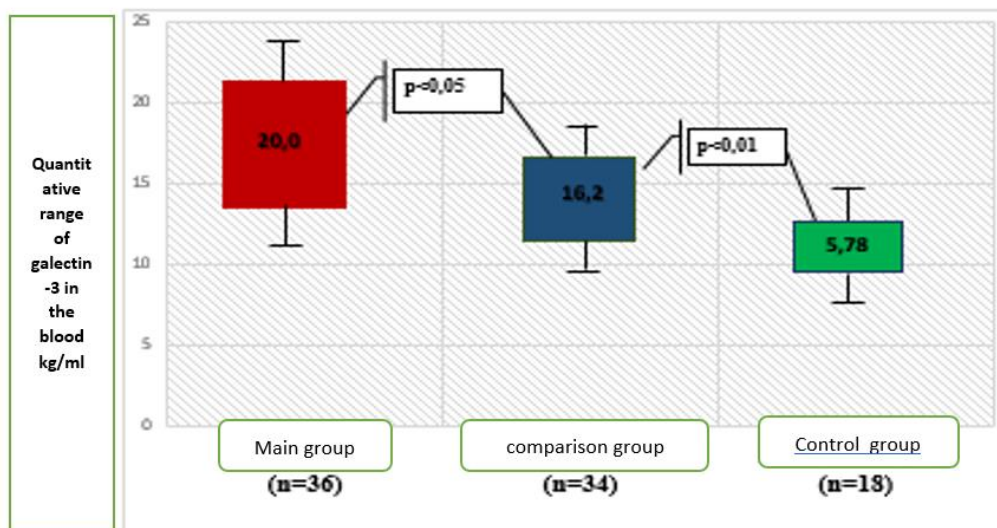 Quantit
ative
range
of
galectin
-3 in
the
blood
kg/ml
25
20
15
10
5
0
20,0
p<0,05
16,2
p<0,01
5,78
Main group
comparison group
Control group
(n=36)
(n=34)
(n=18)